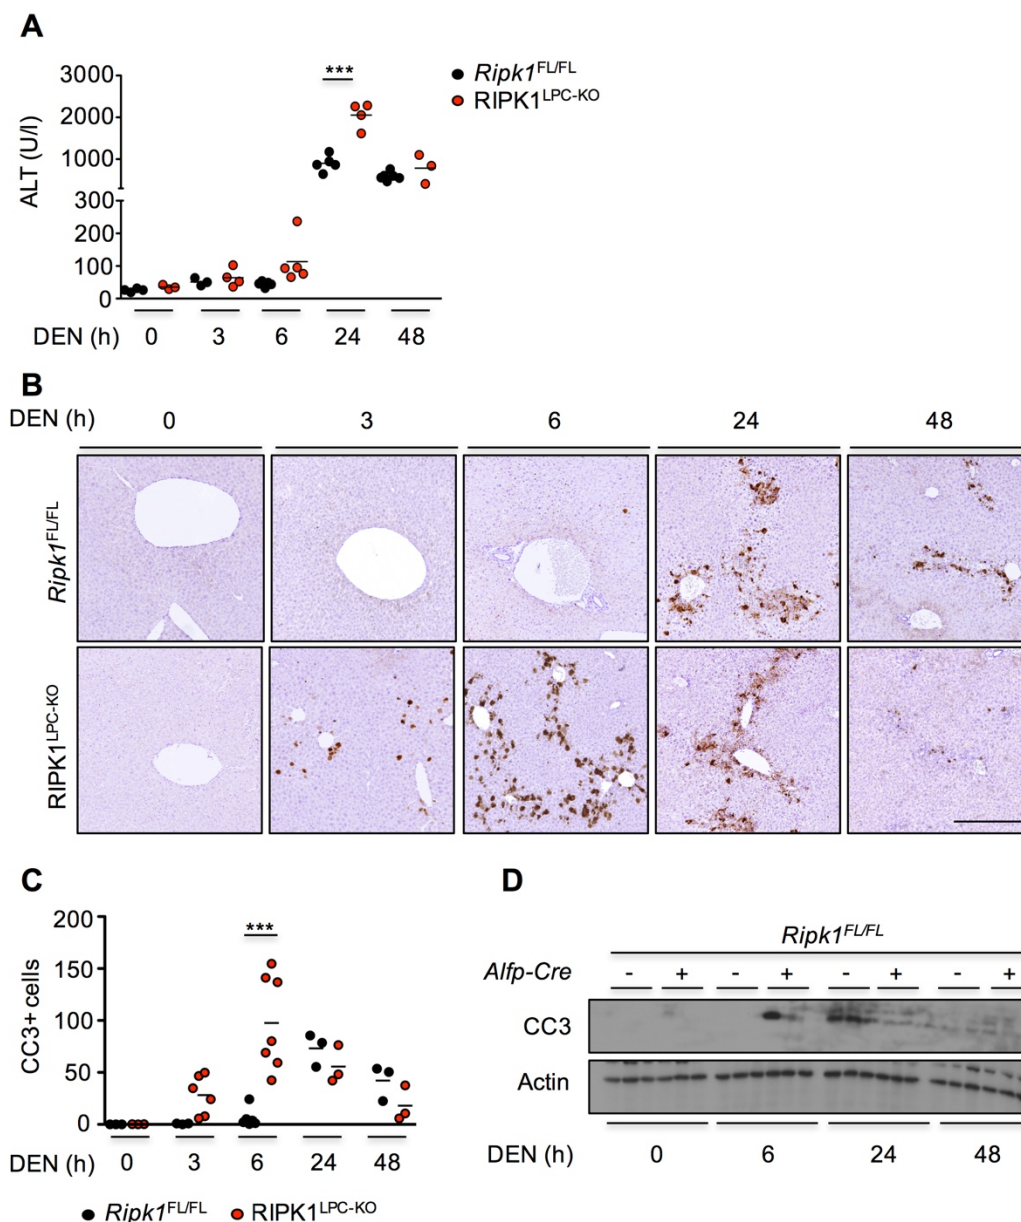 A
ALT (U/l)
3000
2000
1000
300
200
100
0
***
Ripk1FL/FL
RIPK1LPC-KO
DEN (h) 0 3 6 24 48
B
DEN (h) 0 3 6 24 48
Ripk1FL/FL
RIPK1LPC-KO
C
CC3+ cells
200
150
100
50
0
***
DEN (h) 0 3 6 24 48
Ripk1FL/FL RIPK1LPC-KO
D
Ripk1FL/FL
Alfp-Cre - + - + - + - +
CC3
Actin
DEN (h) 0 6 24 48